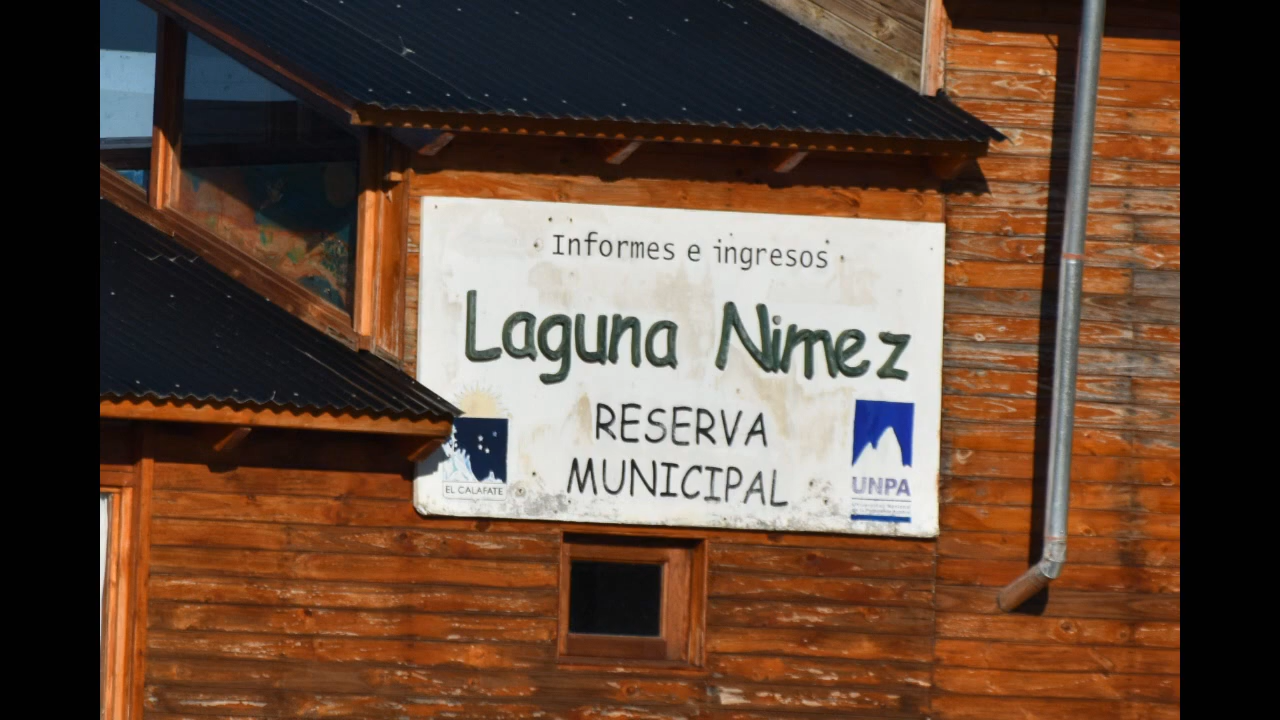 Informes e ingresos
Laguna Nimez
RESERVA
MUNICIPAL
EL CALAFATE
UNPA